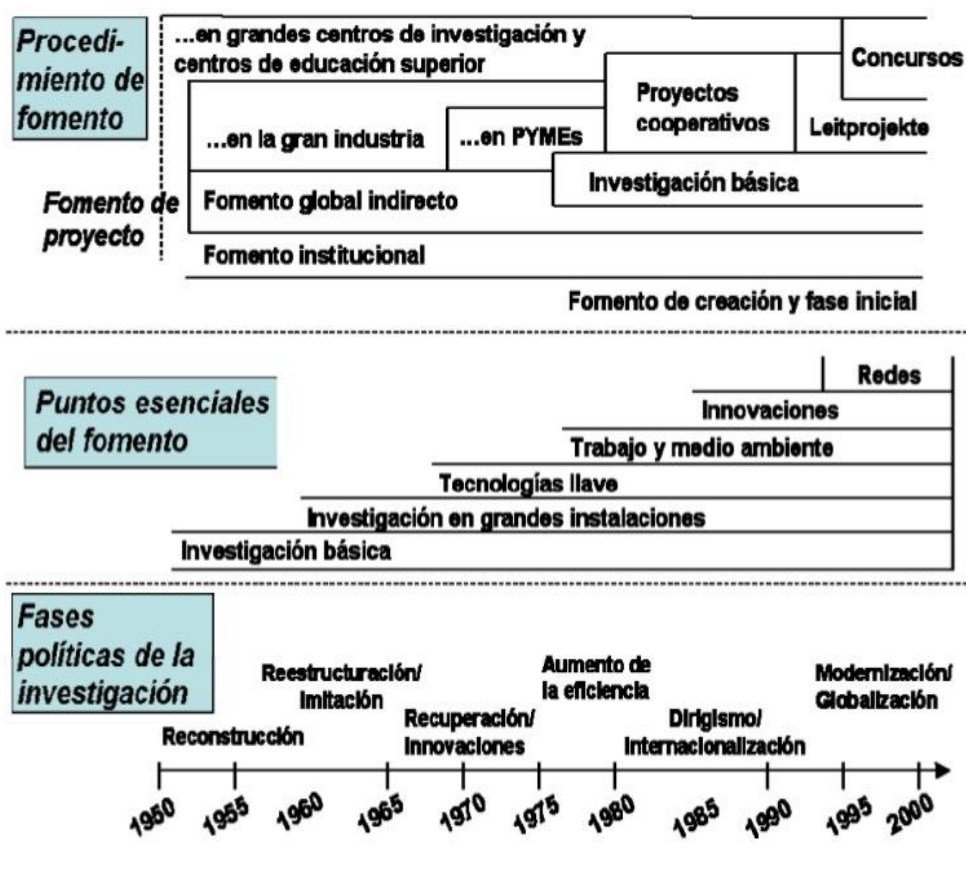 Procedi-
miento de
fomento
...en grandes centros de investigación y
centros de educación superior
Concursos
Proyectos
cooperativos
...en la gran industria
...en PYMEs
Leitprojekte
Investigación básica
Fomento de
proyecto
Fomento global indirecto
Fomento institucional
Fomento de creación y fase inicial
Puntos esenciales
del fomento
Redes
Innovaciones
Trabajo y medio ambiente
Tecnologías llave
Investigación en grandes instalaciones
Investigación básica
Fases
políticas de la
investigación
Reconstrucción
Reestructuración/
Imitación
Recuperación/
Innovaciones
Aumento de
la eficiencia
Dirigismo/
Internacionalización
Modernización/
Globalización
1950
1955
1960
1965
1970
1975
1980
1985
1990
1995
2000